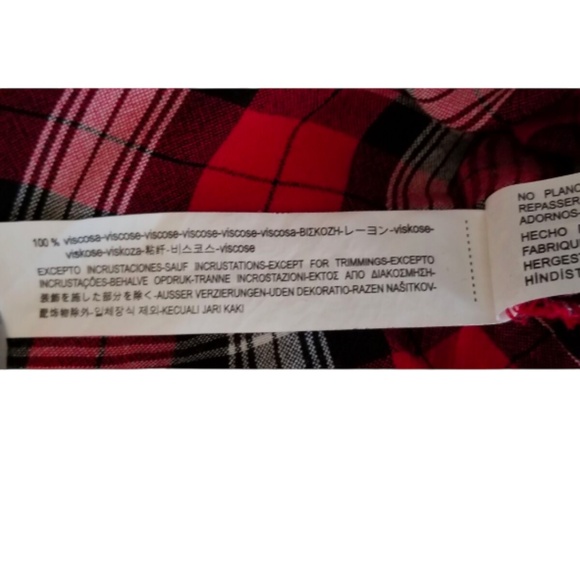 100 % viscosa-viscose-viscose-viscose-viscose-viscosa-ΒΙΣΚΟΖΗ-レーヨン-viskose-
viskose-viskoza-粘纤-비스코스-viscose
EXCEPTO INCRUSTACIONES-SAUF INCRUSTATIONS-EXCEPT FOR TRIMMINGS-EXCEPTO
INCRUSTAÇÕES-BEHALVE OPDRUK-TRANNE INCROSTAZIONI-ΕΚΤΟΣ ΑΠΟ ΔΙΑΚΟΣΜΗΣΗ-
装飾を施した部分を除く-AUSSER VERZIERUNGEN-UDEN DEKORATIO-RAZEN NAŠITKOV-
配饰物除外-일체장식 제외-KECUALI JARI KAKI
NO PLANC
REPASSER
ADORNOS
HECHO
FABRIQU
HERGEST
HİNDİST